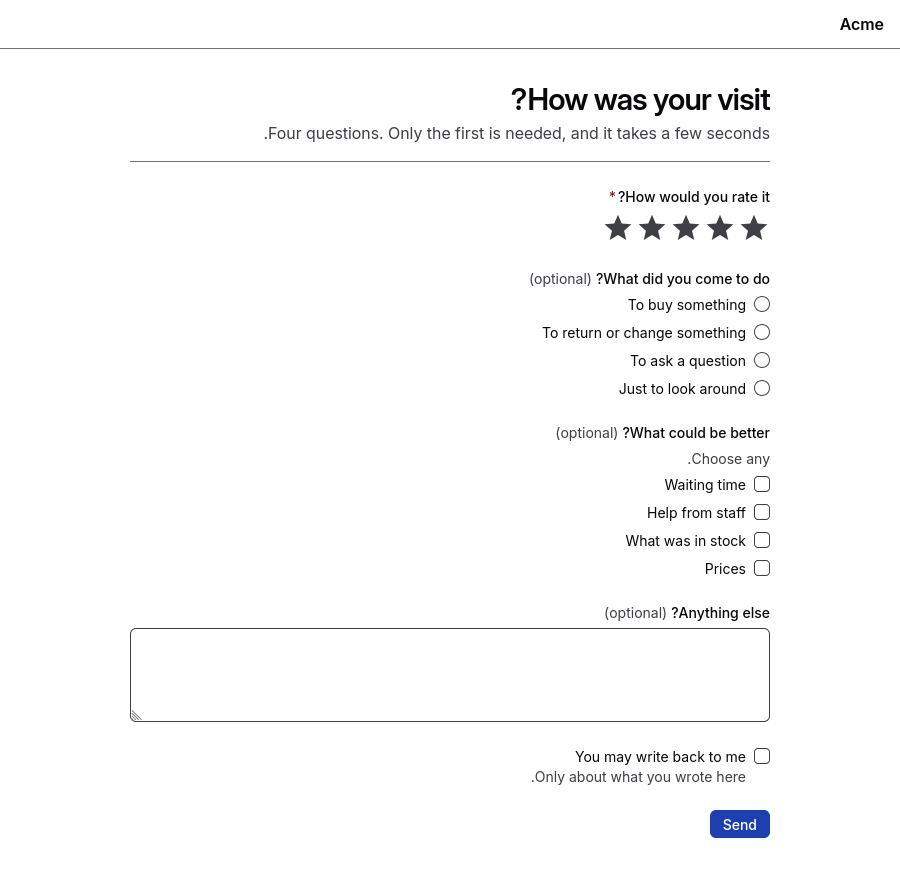 Acme
How was your visit?
Four questions. Only the first is needed, and it takes a few seconds.
How would you rate it? *
What did you come to do? (optional)
To buy something
To return or change something
To ask a question
Just to look around
What could be better? (optional)
Choose any.
Waiting time
Help from staff
What was in stock
Prices
Anything else? (optional)
You may write back to me
Only about what you wrote here.
Send